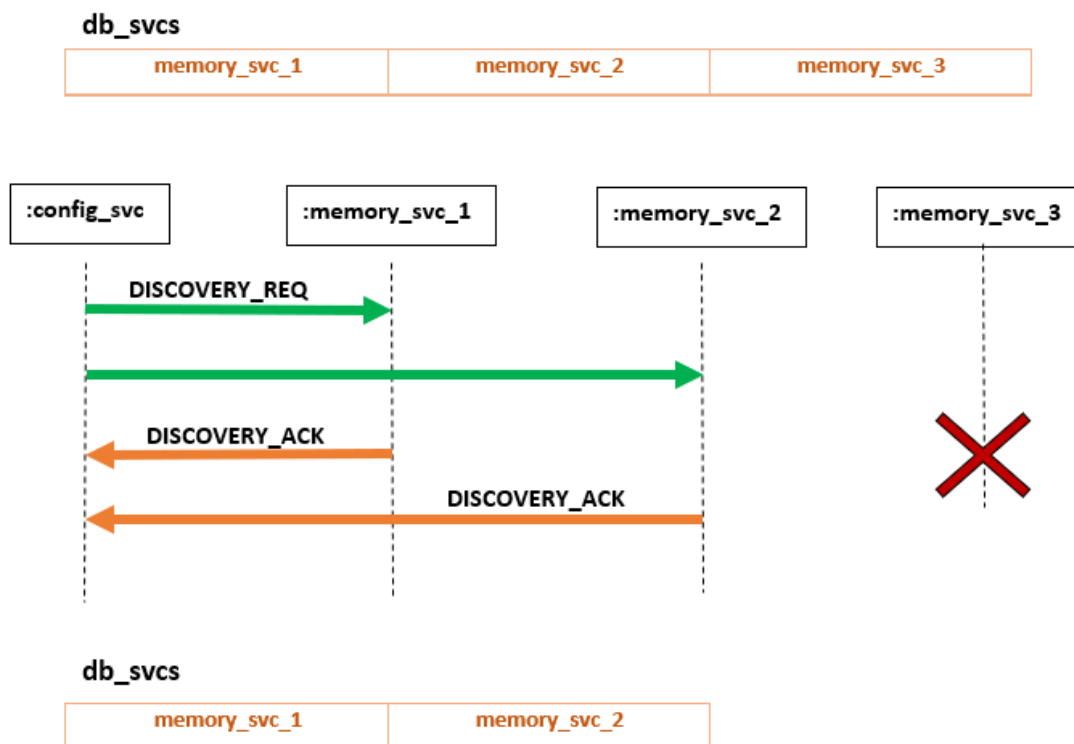 db_svcs
memory_svc_1 memory_svc_2 memory_svc_3
:config_svc :memory_svc_1 :memory_svc_2 :memory_svc_3
DISCOVERY_REQ
DISCOVERY_ACK
DISCOVERY_ACK
db_svcs
memory_svc_1 memory_svc_2